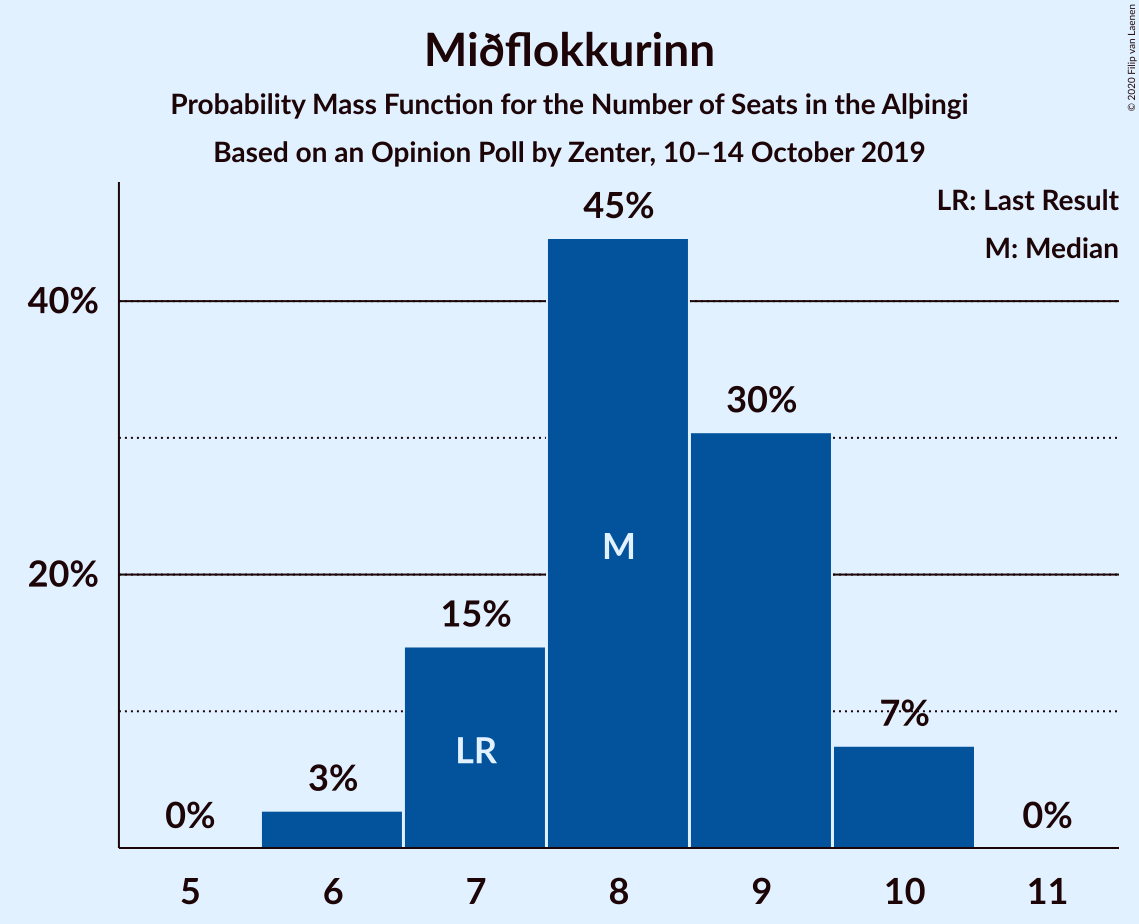 Miðflokkurinn
Probability Mass Function for the Number of Seats in the Alþingi
Based on an Opinion Poll by Zenter, 10–14 October 2019
© 2020 Filip van Laenen
LR: Last Result
M: Median
40%
20%
0%
3%
15%
45%
30%
7%
0%
LR
M
5
6
7
8
9
10
11